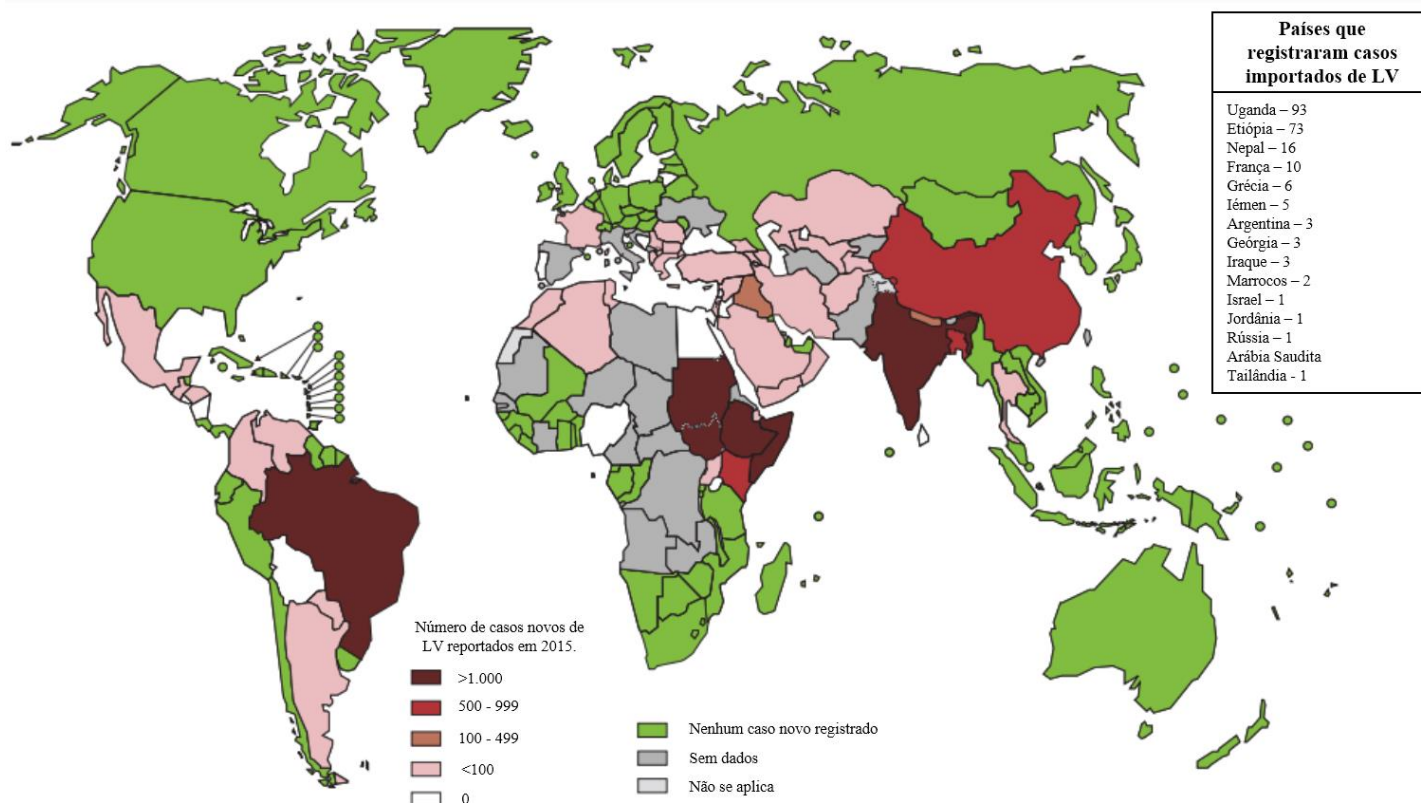 Países que
registraram casos
importados de LV
Uganda – 93
Etiópia – 73
Nepal – 16
França – 10
Grécia – 6
Iémen – 5
Argentina – 3
Geórgia – 3
Iraque – 3
Marrocos – 2
Israel – 1
Jordânia – 1
Rússia – 1
Arábia Saudita
Tailândia - 1
Número de casos novos de
LV reportados em 2015.
>1.000
500 - 999
100 - 499
<100
0
Nenhum caso novo registrado
Sem dados
Não se aplica